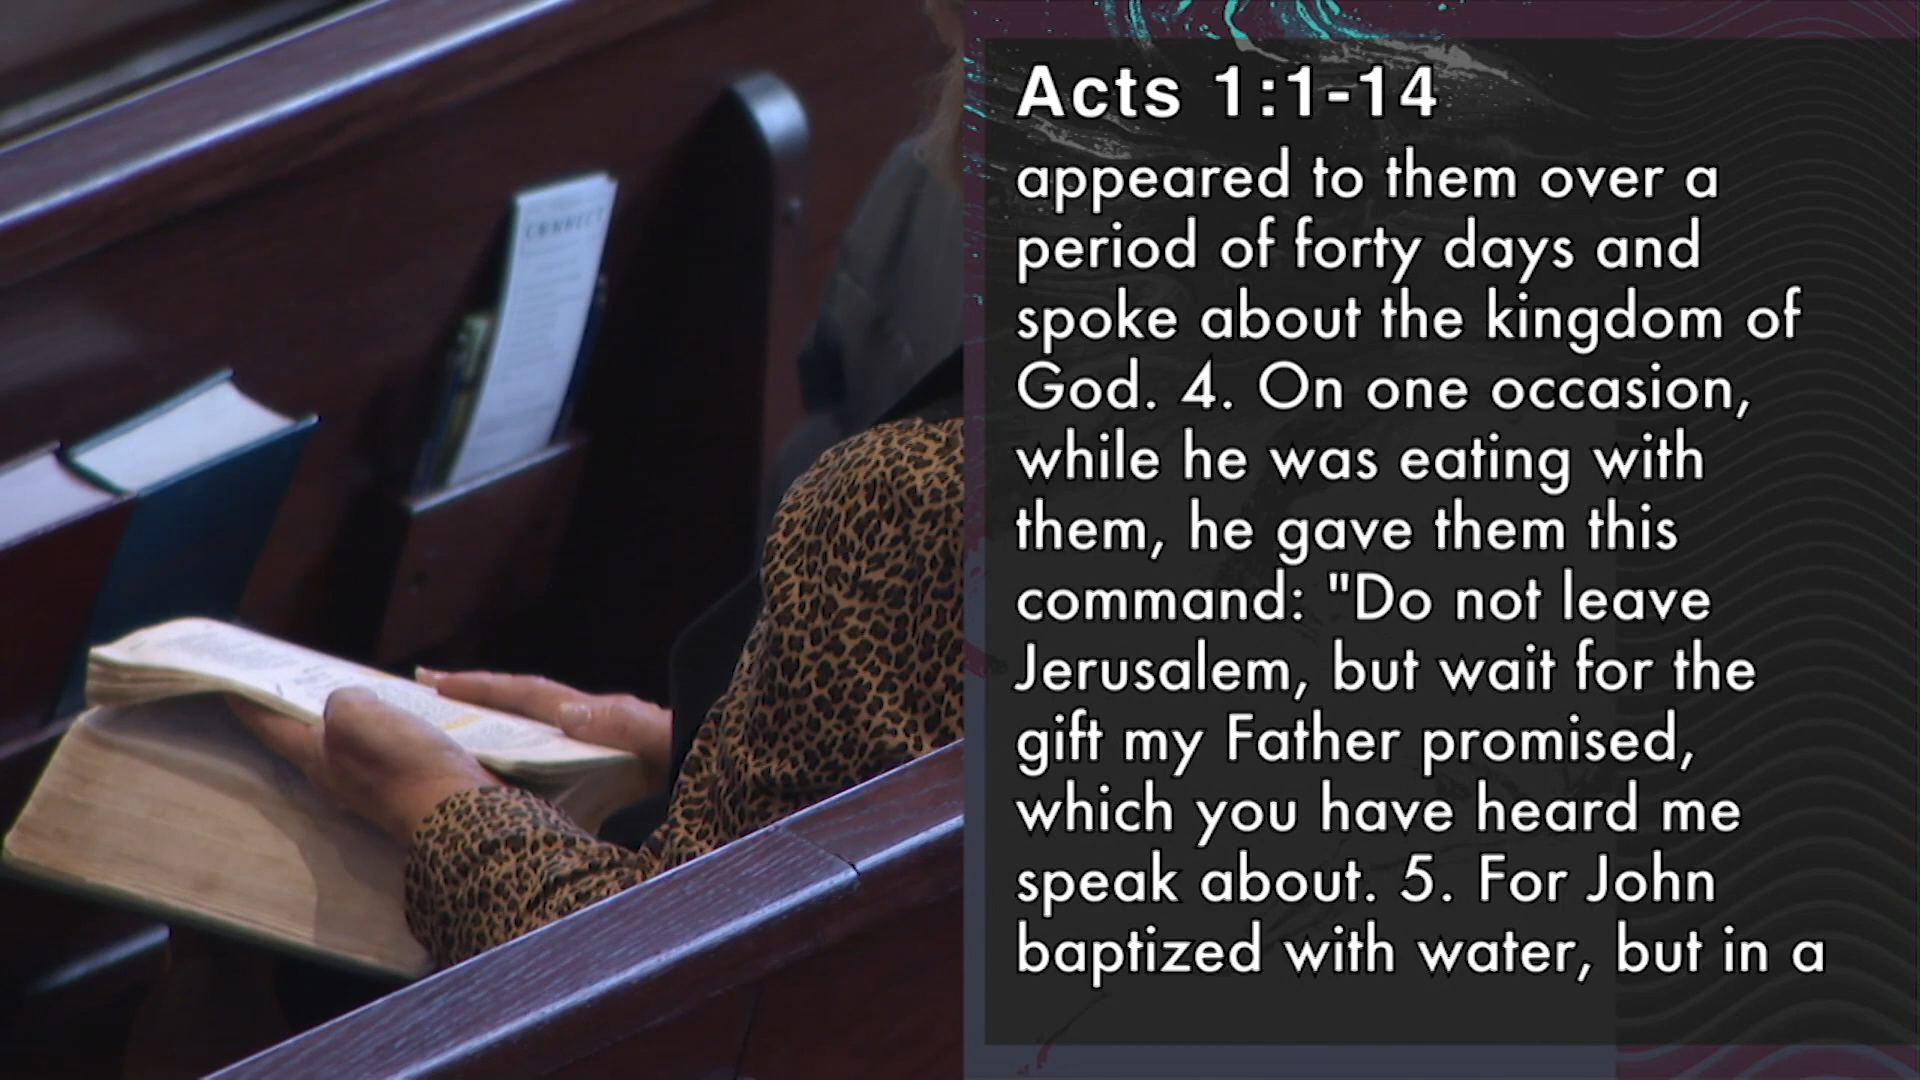 CONNECT
Acts 1:1-14
appeared to them over a
period of forty days and
spoke about the kingdom of
God. 4. On one occasion,
while he was eating with
them, he gave them this
command: "Do not leave
Jerusalem, but wait for the
gift my Father promised,
which you have heard me
speak about. 5. For John
baptized with water, but in a